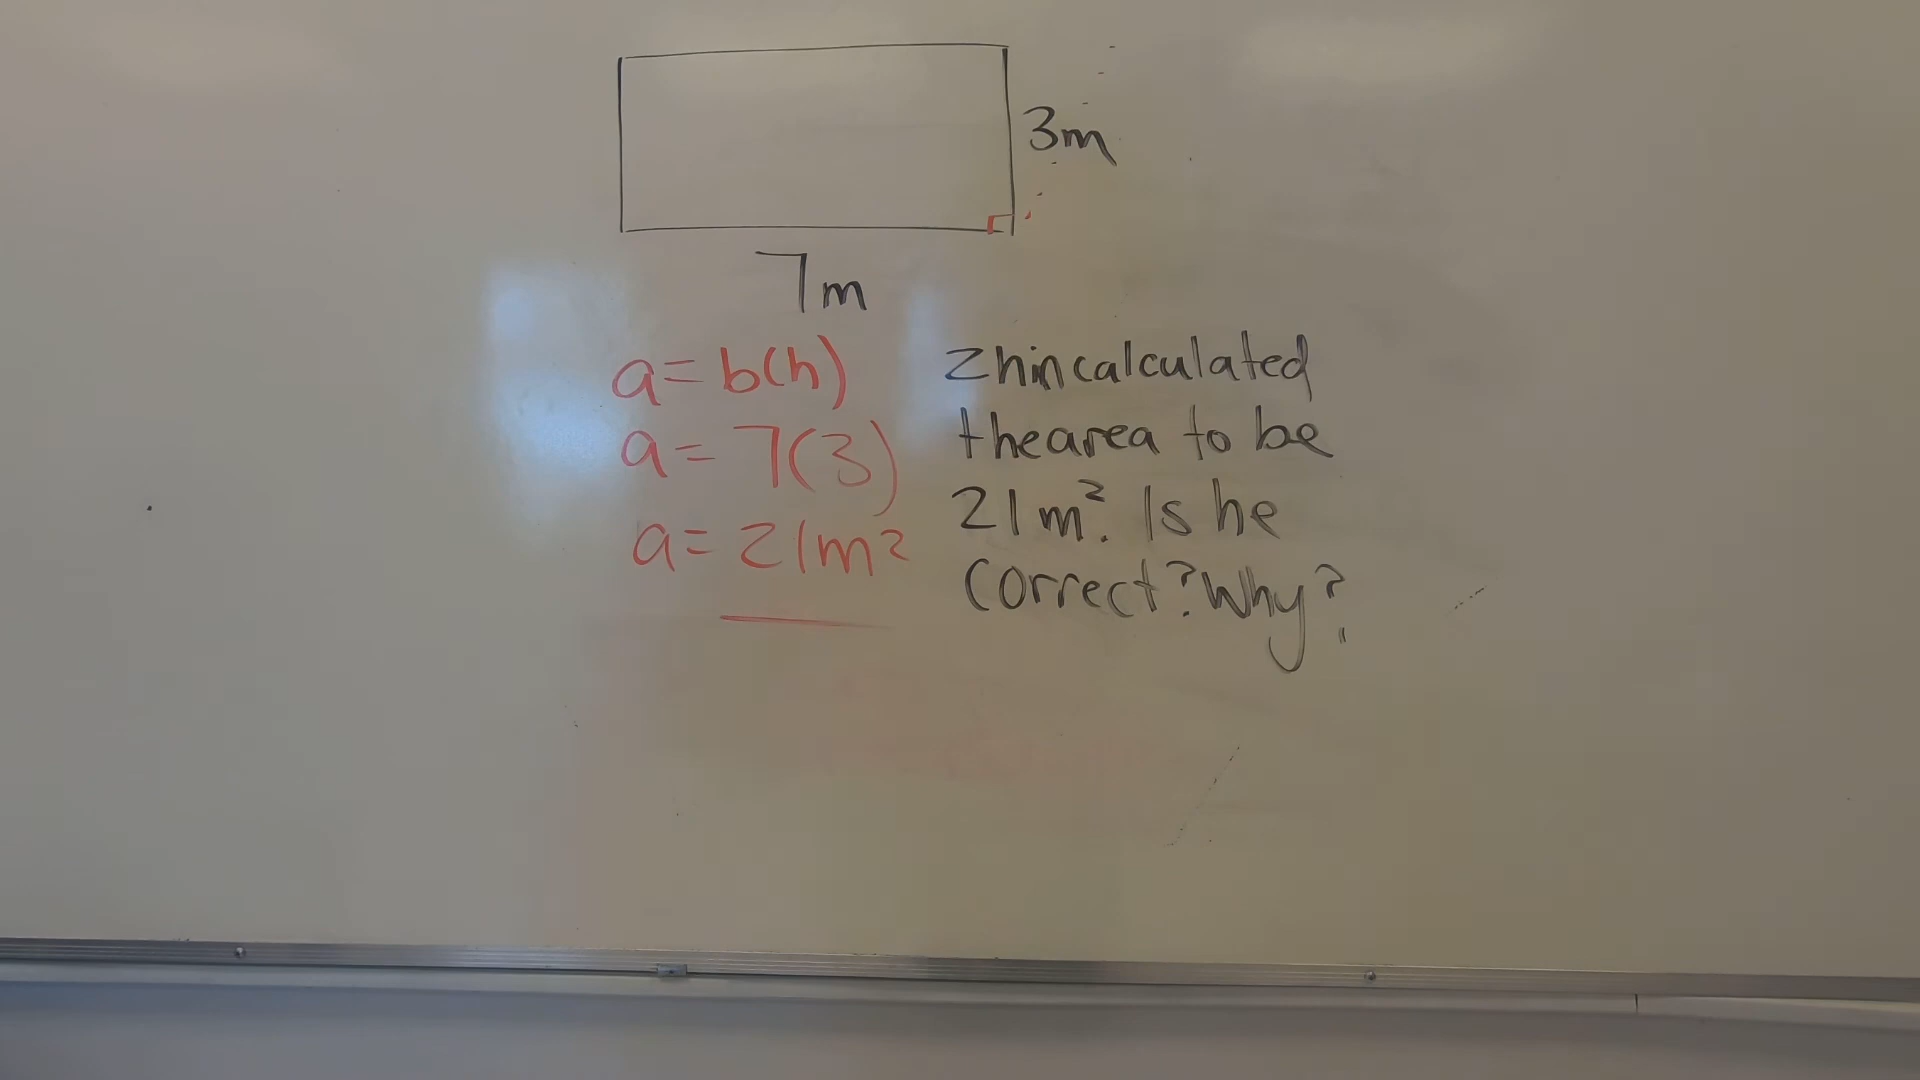 3m
7m
a = b(h)
a = 7(3)
a = 21m²
Zhin calculated
the area to be
21m². Is he
correct? Why?